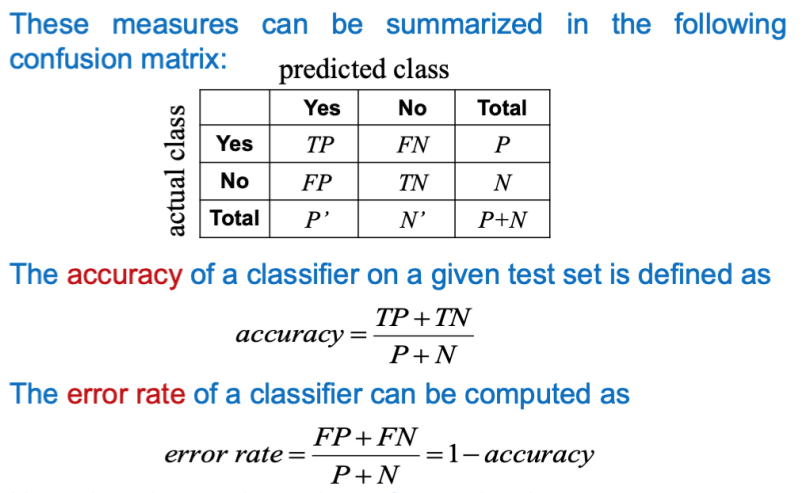 These measures can be summarized in the following
confusion matrix:
predicted class
actual class
Yes No Total
Yes TP FN P
No FP TN N
Total P’ N’ P+N
The accuracy of a classifier on a given test set is defined as
accuracy = TP + TN / P + N
The error rate of a classifier can be computed as
error rate = FP + FN / P + N = 1 − accuracy